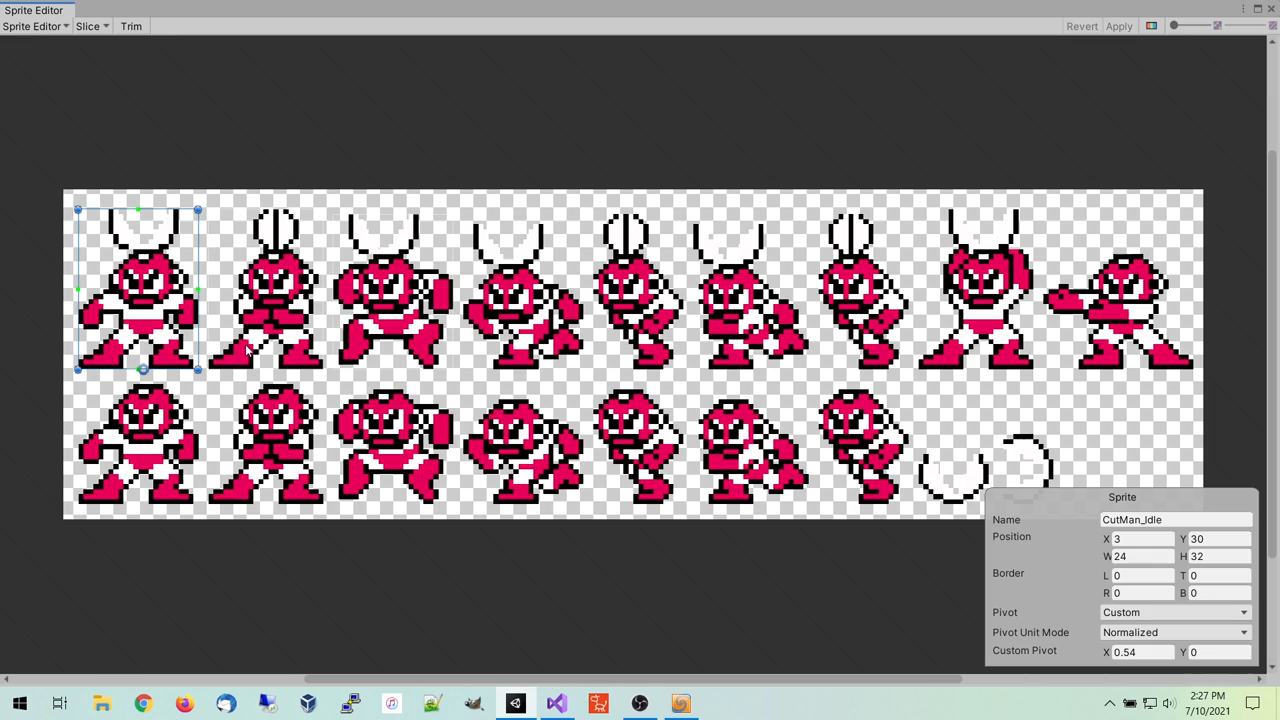 Sprite Editor
Sprite Editor Slice Trim Revert Apply
Sprite
Name CutMan_Idle
Position X 3 Y 30
W 24 H 32
Border L 0 T 0
R 0 B 0
Pivot Custom
Pivot Unit Mode Normalized
Custom Pivot X 0.54 Y 0
2:27 PM
7/10/2021